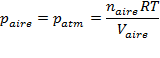 p_aire = p_atm = n_aire RT / V_aire